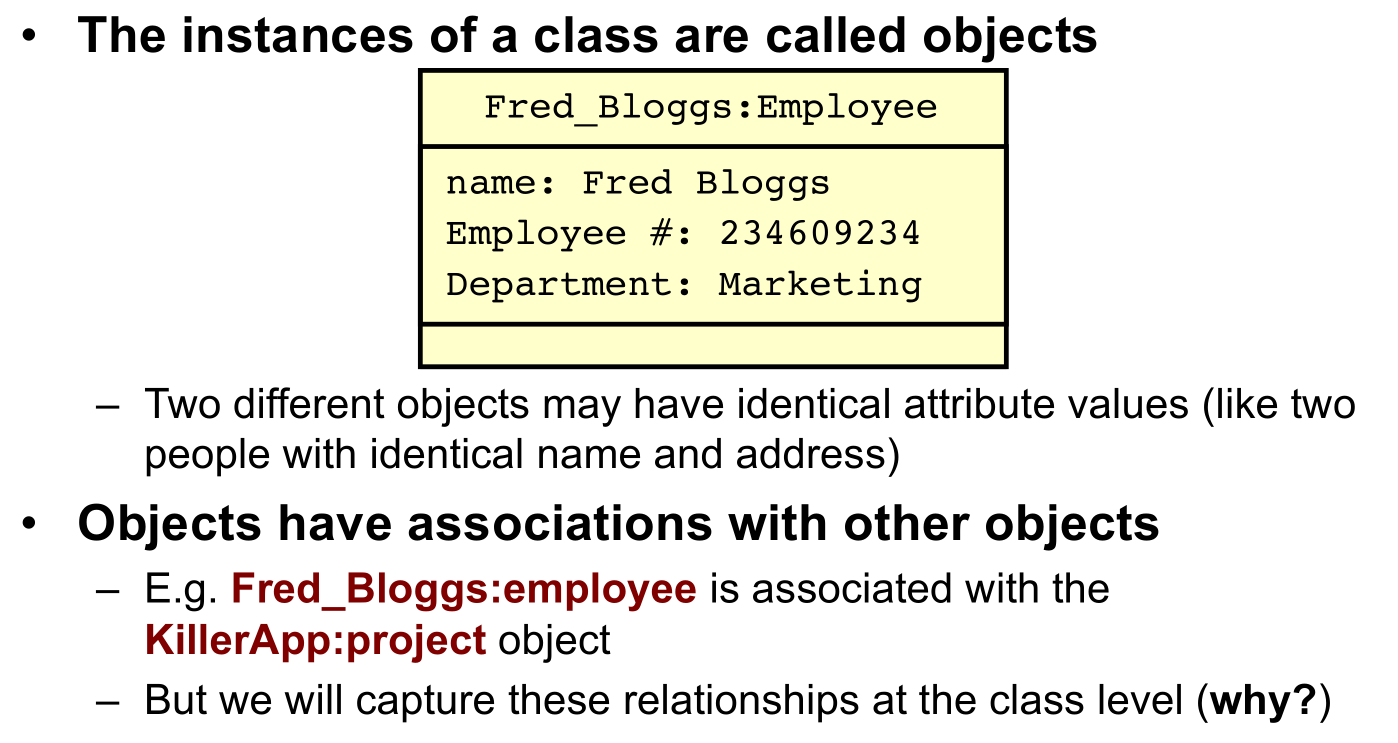 • The instances of a class are called objects
Fred_Bloggs:Employee
name: Fred Bloggs
Employee #: 234609234
Department: Marketing
– Two different objects may have identical attribute values (like two
people with identical name and address)
• Objects have associations with other objects
– E.g. Fred_Bloggs:employee is associated with the
KillerApp:project object
– But we will capture these relationships at the class level (why?)